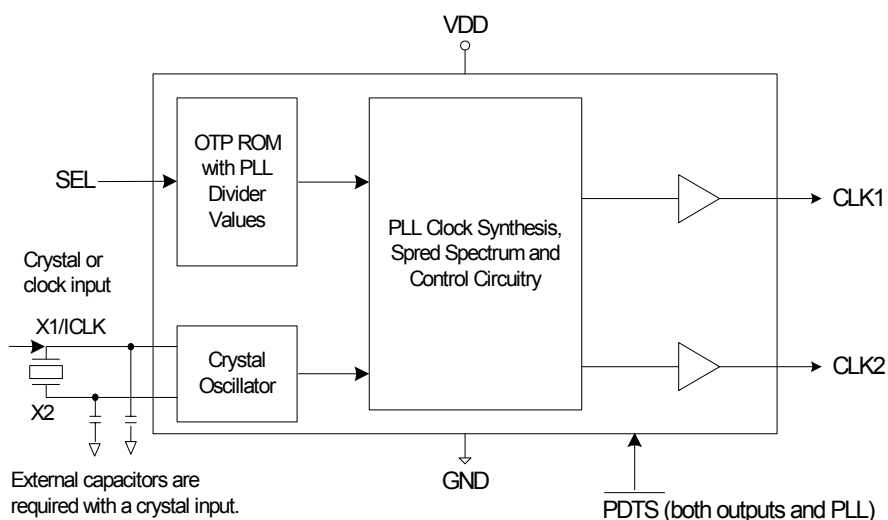 VDD
OTP ROM
with PLL
Divider
Values
SEL
PLL Clock Synthesis,
Spred Spectrum and
Control Circuitry
CLK1
Crystal or
clock input
X1/ICLK
Crystal
Oscillator
CLK2
X2
External capacitors are
required with a crystal input.
GND
PDTS (both outputs and PLL)